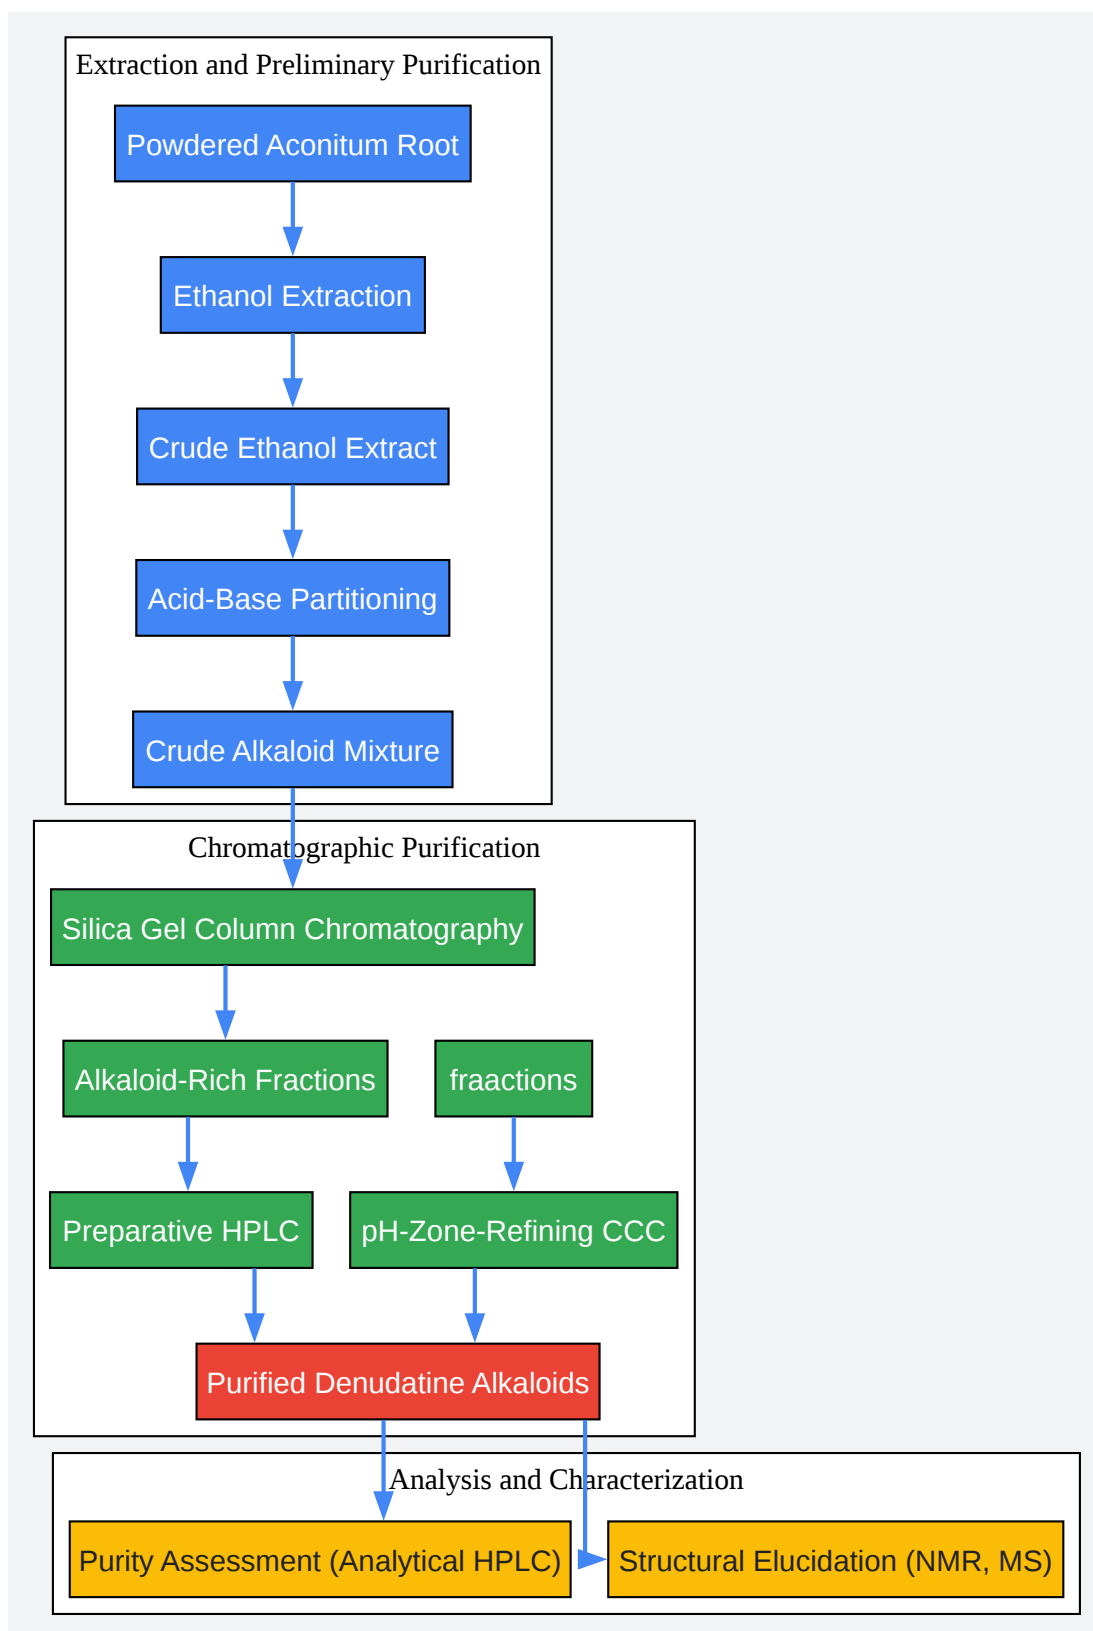 Extraction and Preliminary Purification
Powdered Aconitum Root
Ethanol Extraction
Crude Ethanol Extract
Acid-Base Partitioning
Crude Alkaloid Mixture
Chromatographic Purification
Silica Gel Column Chromatography
Alkaloid-Rich Fractions
fraactions
Preparative HPLC
pH-Zone-Refining CCC
Purified Denudatine Alkaloids
Analysis and Characterization
Purity Assessment (Analytical HPLC)
Structural Elucidation (NMR, MS)